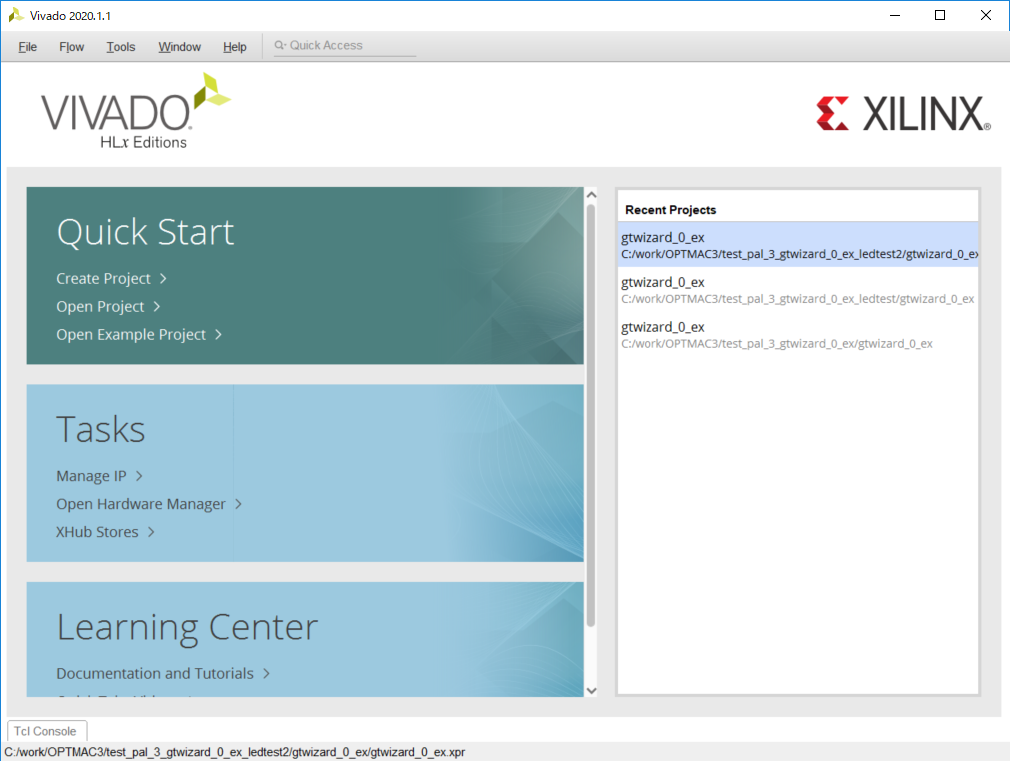 Vivado 2020.1.1
File Flow Tools Window Help Quick Access
VIVADO.
HLx Editions
XILINX®
Quick Start
Create Project >
Open Project >
Open Example Project >
Tasks
Manage IP >
Open Hardware Manager >
XHub Stores >
Learning Center
Documentation and Tutorials >
Recent Projects
gtwizard_0_ex
C:/work/OPTMAC3/test_pal_3_gtwizard_0_ex_ledtest2/gtwizard_0_ex
gtwizard_0_ex
C:/work/OPTMAC3/test_pal_3_gtwizard_0_ex_ledtest/gtwizard_0_ex
gtwizard_0_ex
C:/work/OPTMAC3/test_pal_3_gtwizard_0_ex/gtwizard_0_ex
Tcl Console
C:/work/OPTMAC3/test_pal_3_gtwizard_0_ex_ledtest2/gtwizard_0_ex/gtwizard_0_ex.xpr